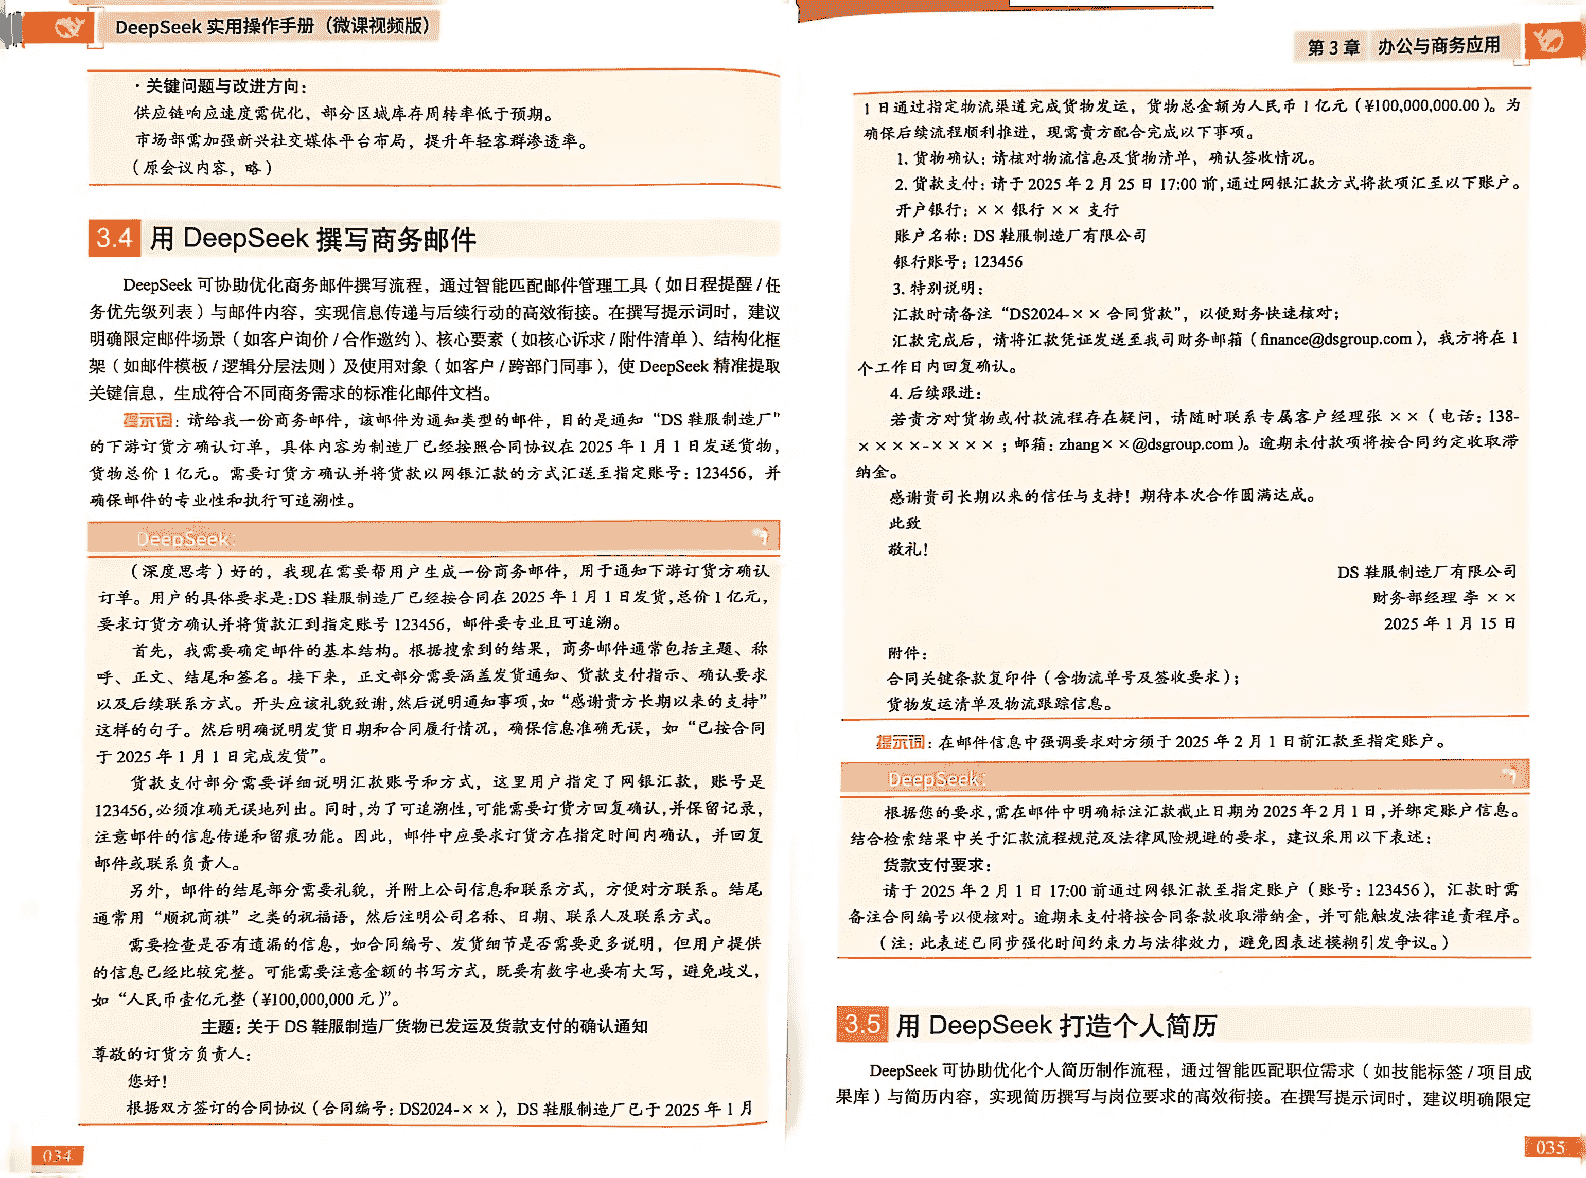 DeepSeek 实用操作手册（微课视频版）
· 关键问题与改进方向：
供应链响应速度需优化，部分区域库存周转率低于预期。
市场部需加强新兴社交媒体平台布局，提升年轻客群渗透率。
（原会议内容，略）
3.4 用 DeepSeek 撰写商务邮件
DeepSeek 可协助优化商务邮件撰写流程，通过智能匹配邮件管理工具（如日程提醒 / 任
务优先级列表）与邮件内容，实现信息传递与后续行动的高效衔接。在撰写提示词时，建议
明确限定邮件场景（如客户询价 / 合作邀约）、核心要素（如核心诉求 / 附件清单）、结构化框
架（如邮件模板 / 逻辑分层法则）及使用对象（如客户 / 跨部门同事），使 DeepSeek 精准提取
关键信息，生成符合不同商务需求的标准化邮件文档。
提示词：请给我一份商务邮件，该邮件为通知类型的邮件，目的是通知“DS 鞋服制造厂”
的下游订货方确认订单，具体内容为制造厂已经按照合同协议在 2025 年 1 月 1 日发送货物，
货物总价 1 亿元。需要订货方确认并将货款以网银汇款的方式汇送至指定账号：123456，并
确保邮件的专业性和执行可追溯性。
DeepSeek:
（深度思考）好的，我现在需要帮用户生成一份商务邮件，用于通知下游订货方确认
订单。用户的具体要求是：DS 鞋服制造厂已经按合同在 2025 年 1 月 1 日发货，总价 1 亿元，
要求订货方确认并将货款汇到指定账号 123456，邮件要专业且可追溯。
首先，我需要确定邮件的基本结构。根据搜索到的结果，商务邮件通常包括主题、称
呼、正文、结尾和签名。接下来，正文部分需要涵盖发货通知、货款支付指示、确认要求
以及后续联系方式。开头应该礼貌致谢，然后说明通知事项，如“感谢贵方长期以来的支持”
这样的句子。然后明确说明发货日期和合同履行情况，确保信息准确无误，如“已按合同
于 2025 年 1 月 1 日完成发货”。
货款支付部分需要详细说明汇款账号和方式，这里用户指定了网银汇款，账号是
123456，必须准确无误地列出。同时，为了可追溯性，可能需要订货方回复确认，并保留记录，
注意邮件的信息传递和留痕功能。因此，邮件中应要求订货方在指定时间内确认，并回复
邮件或联系负责人。
另外，邮件的结尾部分需要礼貌，并附上公司信息和联系方式，方便对方联系。结尾
通常用“顺祝商祺”之类的祝福语，然后注明公司名称、日期、联系人及联系方式。
需要检查是否有遗漏的信息，如合同编号、发货细节是否需要更多说明，但用户提供
的信息已经比较完整。可能需要注意金额的书写方式，既要有数字也要有大写，避免歧义，
如“人民币壹亿元整（¥100,000,000 元）”。
主题：关于 DS 鞋服制造厂货物已发运及货款支付的确认通知
尊敬的订货方负责人：
您好！
根据双方签订的合同协议（合同编号：DS2024-××），DS 鞋服制造厂已于 2025 年 1 月
034
第 3 章 办公与商务应用
1 日通过指定物流渠道完成货物发运，货物总金额为人民币 1 亿元（¥100,000,000.00）。为
确保后续流程顺利推进，现需贵方配合完成以下事项。
1. 货物确认：请核对物流信息及货物清单，确认签收情况。
2. 货款支付：请于 2025 年 2 月 25 日 17:00 前，通过网银汇款方式将款项汇至以下账户。
开户银行：×× 银行 ×× 支行
账户名称：DS 鞋服制造厂有限公司
银行账号：123456
3. 特别说明：
汇款时请备注“DS2024-×× 合同货款”，以便财务快速核对；
汇款完成后，请将汇款凭证发送至我司财务邮箱（finance@dsgroup.com），我方将在 1
个工作日内回复确认。
4. 后续跟进：
若贵方对货物或付款流程存在疑问，请随时联系专属客户经理张 ××（电话：138-
××××-××××；邮箱：zhang××@dsgroup.com）。逾期未付款项将按合同约定收取滞
纳金。
感谢贵司长期以来的信任与支持！期待本次合作圆满达成。
此致
敬礼！
DS 鞋服制造厂有限公司
财务部经理 李 ××
2025 年 1 月 15 日
附件：
合同关键条款复印件（含物流单号及签收要求）；
货物发运清单及物流跟踪信息。
提示词：在邮件信息中强调要求对方须于 2025 年 2 月 1 日前汇款至指定账户。
DeepSeek:
根据您的要求，需在邮件中明确标注汇款截止日期为 2025 年 2 月 1 日，并绑定账户信息。
结合检索结果中关于汇款流程规范及法律风险规避的要求，建议采用以下表述：
货款支付要求：
请于 2025 年 2 月 1 日 17:00 前通过网银汇款至指定账户（账号：123456），汇款时需
备注合同编号以便核对。逾期未支付将按合同条款收取滞纳金，并可能触发法律追责程序。
（注：此表述已同步强化时间约束力与法律效力，避免因表述模糊引发争议。）
3.5 用 DeepSeek 打造个人简历
DeepSeek 可协助优化个人简历制作流程，通过智能匹配职位需求（如技能标签 / 项目成
果库）与简历内容，实现简历撰写与岗位要求的高效衔接。在撰写提示词时，建议明确限定
035